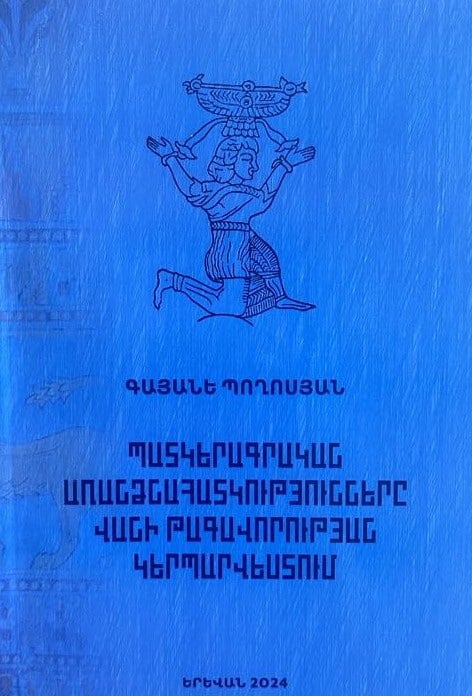 ԳԱՅԱՆԵ ՊՈՂՈՍՅԱՆ
ՊԱՏԿԵՐԱԳՐԱԿԱՆ
ԱՌԱՆՁՆԱՀԱՏԿՈՒԹՅՈՒՆՆԵՐԸ
ՎԱՆԻ ԹԱԳԱՎՈՐՈՒԹՅԱՆ
ԿԵՐՊԱՐՎԵՍՏՈՒՄ
ԵՐԵՎԱՆ 2024